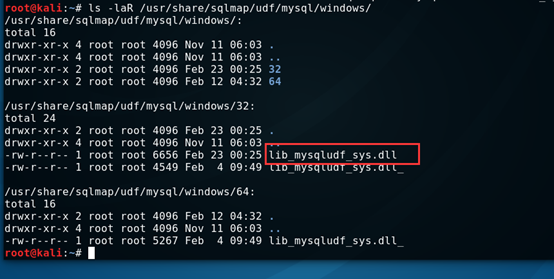 root@kali:~# ls -laR /usr/share/sqlmap/udf/mysql/windows/
/usr/share/sqlmap/udf/mysql/windows/:
total 16
drwxr-xr-x 4 root root 4096 Nov 11 06:03 .
drwxr-xr-x 4 root root 4096 Nov 11 06:03 ..
drwxr-xr-x 2 root root 4096 Feb 23 00:25 32
drwxr-xr-x 2 root root 4096 Feb 12 04:32 64
/usr/share/sqlmap/udf/mysql/windows/32:
total 24
drwxr-xr-x 2 root root 4096 Feb 23 00:25 .
drwxr-xr-x 4 root root 4096 Nov 11 06:03 ..
-rw-r--r-- 1 root root 6656 Feb 23 00:25 lib_mysqludf_sys.dll
-rw-r--r-- 1 root root 4549 Feb  4 09:49 lib_mysqludf_sys.dll_
/usr/share/sqlmap/udf/mysql/windows/64:
total 16
drwxr-xr-x 2 root root 4096 Feb 12 04:32 .
drwxr-xr-x 4 root root 4096 Nov 11 06:03 ..
-rw-r--r-- 1 root root 5267 Feb  4 09:49 lib_mysqludf_sys.dll_
root@kali:~#